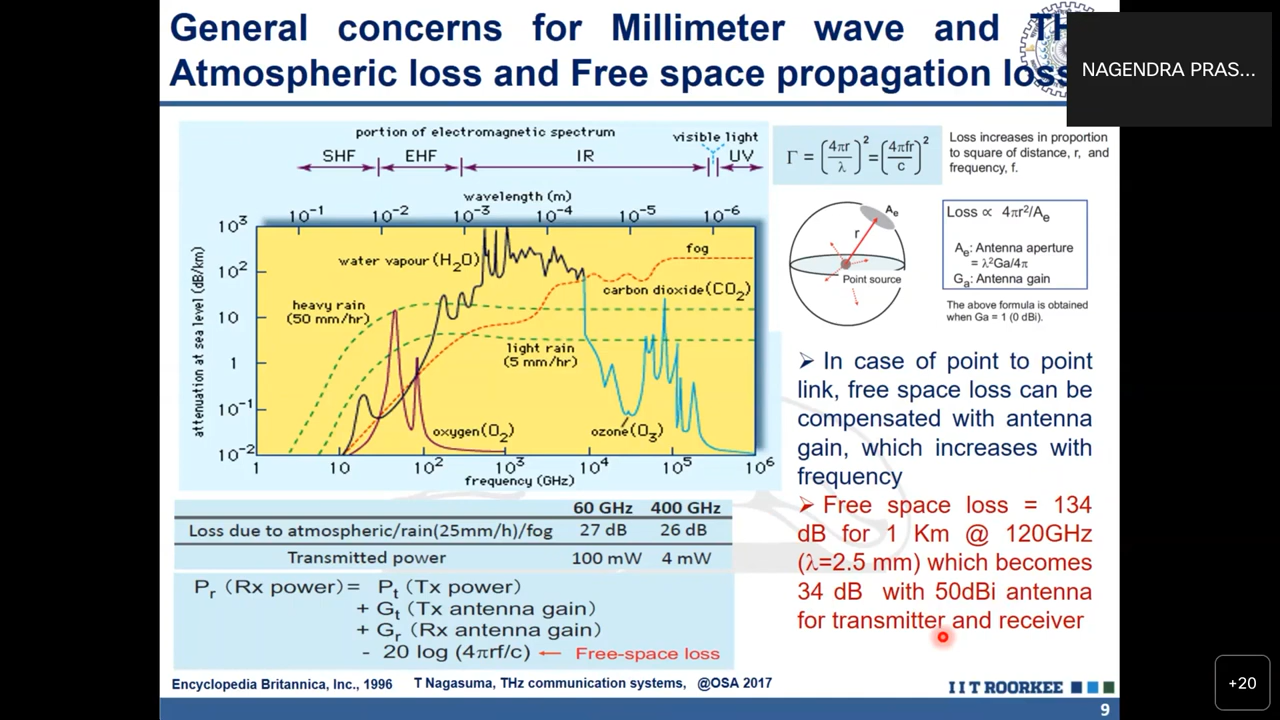 General concerns for Millimeter wave and TH
Atmospheric loss and Free space propagation loss
NAGENDRA PRAS...
portion of electromagnetic spectrum
visible light
SHF EHF IR UV
wavelength (m)
10⁻¹ 10⁻² 10⁻³ 10⁻⁴ 10⁻⁵ 10⁻⁶
attenuation at sea level (dB/km)
10³
10²
10
1
10⁻¹
10⁻²
water vapour (H₂O)
fog
carbon dioxide (CO₂)
heavy rain
(50 mm/hr)
light rain
(5 mm/hr)
oxygen (O₂)
ozone (O₃)
1 10 10² 10³ 10⁴ 10⁵ 10⁶
frequency (GHz)
Γ = (4πr/λ)² = (4πfr/c)²
Loss increases in proportion
to square of distance, r, and
frequency, f.
Aₑ
r
Point source
Loss ∝ 4πr²/Aₑ
Aₑ: Antenna aperture
= λ²Ga/4π
Gₐ: Antenna gain
The above formula is obtained
when Ga = 1 (0 dBi).
➢ In case of point to point
link, free space loss can be
compensated with antenna
gain, which increases with
frequency
➢ Free space loss = 134
dB for 1 Km @ 120GHz
(λ=2.5 mm) which becomes
34 dB with 50dBi antenna
for transmitter and receiver
60 GHz 400 GHz
Loss due to atmospheric/rain(25mm/h)/fog 27 dB 26 dB
Transmitted power 100 mW 4 mW
Pᵣ (Rx power) = Pₜ (Tx power)
+ Gₜ (Tx antenna gain)
+ Gᵣ (Rx antenna gain)
- 20 log (4πrf/c) ← Free-space loss
Encyclopedia Britannica, Inc., 1996 T Nagasuma, THz communication systems, @OSA 2017
I I T ROORKEE
9
+20